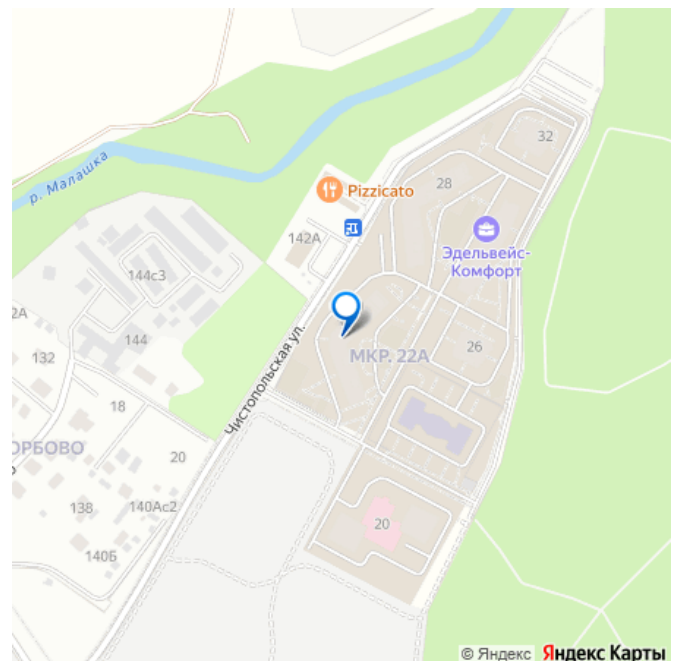 32
28
р. Малашка
Pizzicato
142А
Эдельвейс-
Комфорт
144с3
2А
144
132
26
МКР. 22А
Чистопольская ул.
18
ОРБОВО
20
138
140Ас2
20
140Б
© Яндекс Яндекс Карты